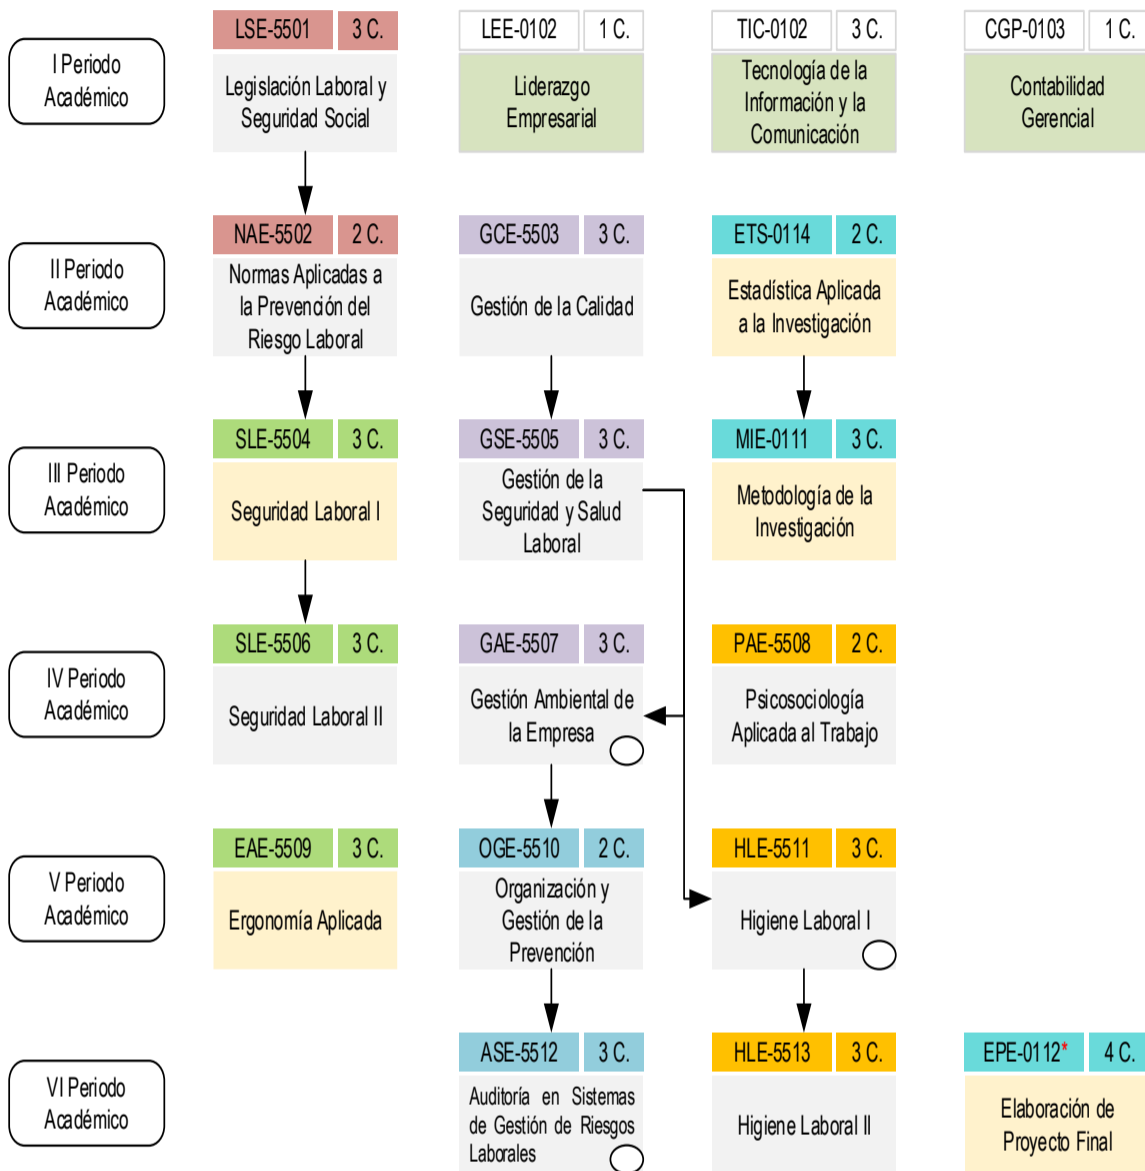 LSE-5501 3 C. LEE-0102 1 C. TIC-0102 3 C. CGP-0103 1 C.
I Periodo
Académico
Legislación Laboral y
Seguridad Social
Liderazgo
Empresarial
Tecnología de la
Información y la
Comunicación
Contabilidad
Gerencial
NAE-5502 2 C. GCE-5503 3 C. ETS-0114 2 C.
II Periodo
Académico
Normas Aplicadas a
la Prevención del
Riesgo Laboral
Gestión de la Calidad
Estadística Aplicada
a la Investigación
SLE-5504 3 C. GSE-5505 3 C. MIE-0111 3 C.
III Periodo
Académico
Seguridad Laboral I
Gestión de la
Seguridad y Salud
Laboral
Metodología de la
Investigación
SLE-5506 3 C. GAE-5507 3 C. PAE-5508 2 C.
IV Periodo
Académico
Seguridad Laboral II
Gestión Ambiental de
la Empresa
Psicosociología
Aplicada al Trabajo
EAE-5509 3 C. OGE-5510 2 C. HLE-5511 3 C.
V Periodo
Académico
Ergonomía Aplicada
Organización y
Gestión de la
Prevención
Higiene Laboral I
ASE-5512 3 C. HLE-5513 3 C. EPE-0112* 4 C.
VI Periodo
Académico
Auditoría en Sistemas
de Gestión de Riesgos
Laborales
Higiene Laboral II
Elaboración de
Proyecto Final